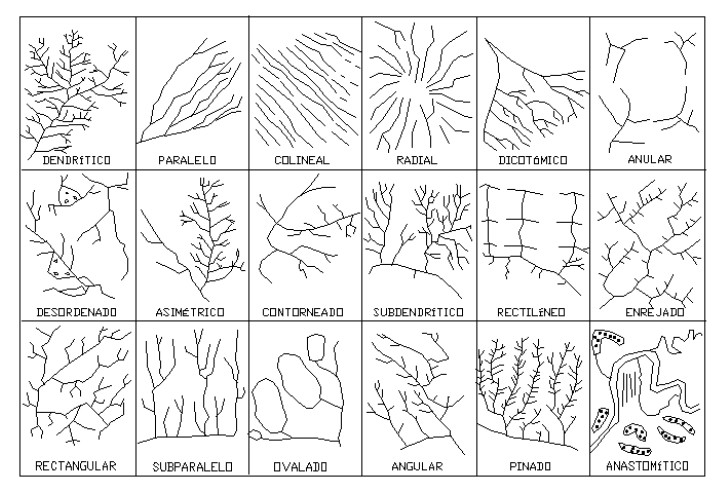 DENDRíTICO
PARALELO
COLINEAL
RADIAL
DICOTóMICO
ANULAR
DESORDENADO
ASIMéTRICO
CONTORNEADO
SUBDENDRíTICO
RECTILíNEO
ENREJADO
RECTANGULAR
SUBPARALELO
OVALADO
ANGULAR
PINADO
ANASTOMíTICO